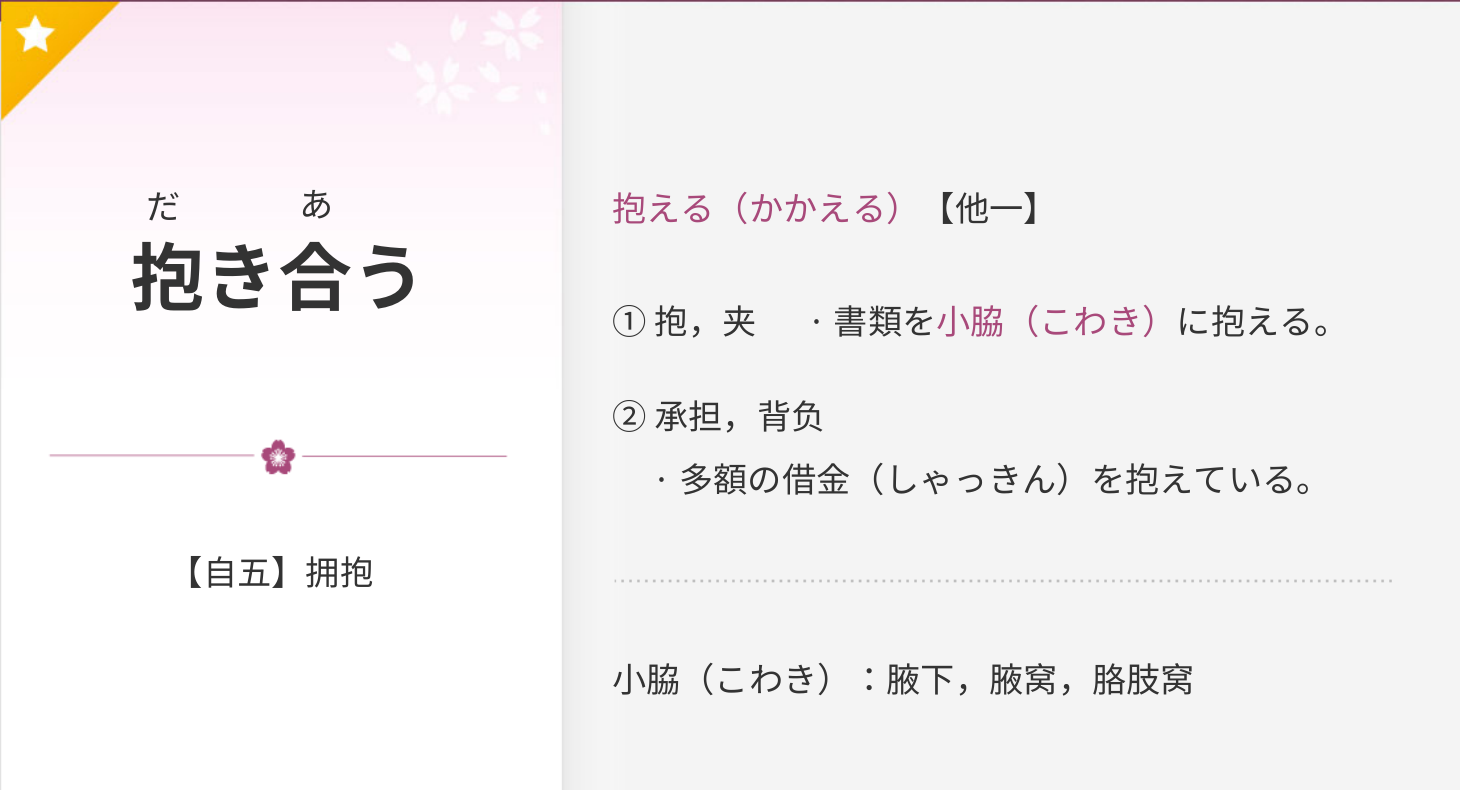 だ あ
抱き合う
【自五】拥抱
抱える（かかえる）【他一】
① 抱，夹 · 書類を小脇（こわき）に抱える。
② 承担，背负
· 多額の借金（しゃっきん）を抱えている。
小脇（こわき）：腋下，腋窝，胳肢窝